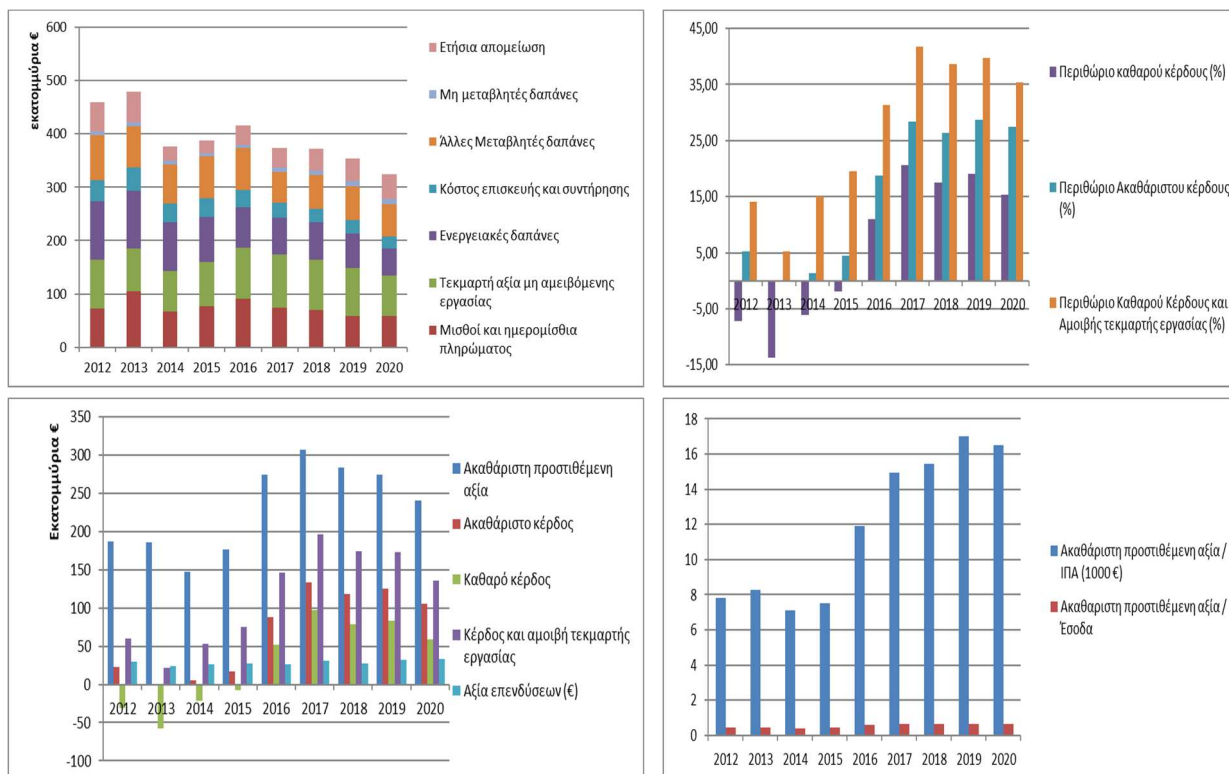 εκατομμύρια €
600
500
400
300
200
100
0
2012 2013 2014 2015 2016 2017 2018 2019 2020
Ετήσια απομείωση
Μη μεταβλητές δαπάνες
Άλλες Μεταβλητές δαπάνες
Κόστος επισκευής και συντήρησης
Ενεργειακές δαπάνες
Τεκμαρτή αξία μη αμειβόμενης
εργασίας
Μισθοί και ημερομίσθια
πληρώματος
45,00
35,00
25,00
15,00
5,00
-5,00
-15,00
2012 2013 2014 2015 2016 2017 2018 2019 2020
Περιθώριο καθαρού κέρδους (%)
Περιθώριο Ακαθάριστου κέρδους
(%)
Περιθώριο Καθαρού Κέρδους και
Αμοιβής τεκμαρτής εργασίας (%)
Εκατομμύρια €
350
300
250
200
150
100
50
0
-50
-100
2012 2013 2014 2015 2016 2017 2018 2019 2020
Ακαθάριστη προστιθέμενη
αξία
Ακαθάριστο κέρδος
Καθαρό κέρδος
Κέρδος και αμοιβή τεκμαρτής
εργασίας
Αξία επενδύσεων (€)
18
16
14
12
10
8
6
4
2
0
2012 2013 2014 2015 2016 2017 2018 2019 2020
Ακαθάριστη προστιθέμενη αξία /
ΙΠΑ (1000 €)
Ακαθαριστη προστιθέμενη αξία /
Έσοδα